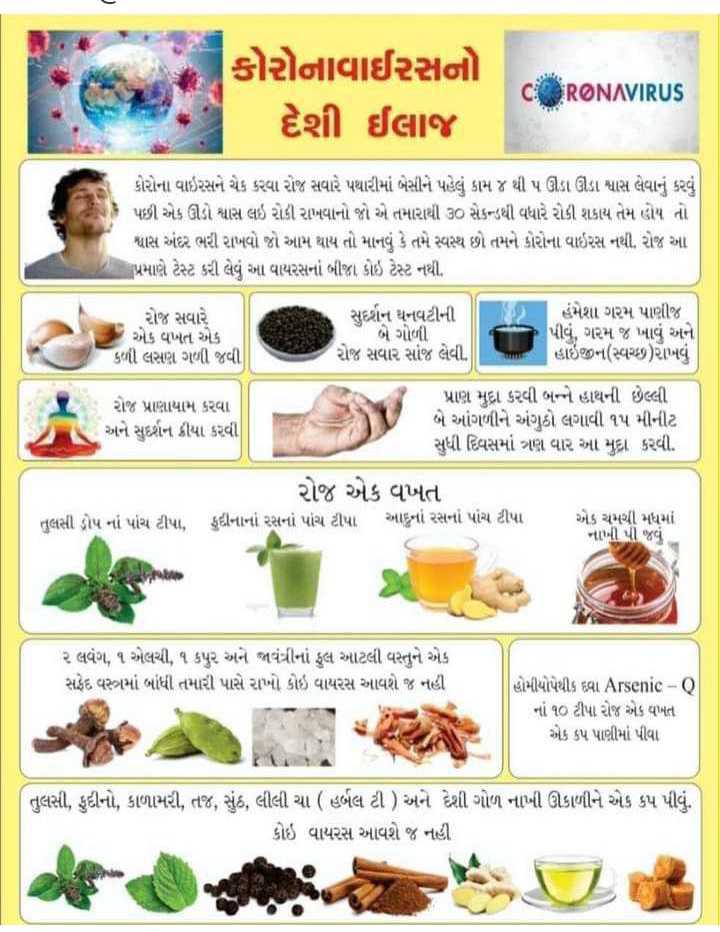 કોરોનાવાઈરસનો
દેશી ઈલાજ
CORONAVIRUS
કોરોના વાઇરસને ચેક કરવા રોજ સવારે પથારીમાં બેસીને પહેલું કામ ૪ થી ૫ ઊંડા ઊંડા શ્વાસ લેવાનું કરવું
પછી એક ઊંડો શ્વાસ લઇ રોકી રાખવાનો જો એ તમારાથી ૩૦ સેકન્ડથી વધારે રોકી શકાય તેમ હોય તો
શ્વાસ અંદર ભરી રાખવો જો આમ થાય તો માનવું કે તમે સ્વસ્થ છો તમને કોરોના વાઇરસ નથી. રોજ આ
પ્રમાણે ટેસ્ટ કરી લેવું આ વાયરસનાં બીજા કોઇ ટેસ્ટ નથી.
રોજ સવારે
એક વખત એક
કળી લસણ ગળી જવી
સુદર્શન ઘનવટીની
બે ગોળી
રોજ સવાર સાંજ લેવી.
હંમેશા ગરમ પાણીજ
પીવું, ગરમ જ ખાવું અને
હાઇજીન(સ્વચ્છ)રાખવું
રોજ પ્રાણાયામ કરવા
અને સુદર્શન ક્રીયા કરવી
પ્રાણ મુદ્રા કરવી બન્ને હાથની છેલ્લી
બે આંગળીને અંગુઠો લગાવી ૧૫ મીનીટ
સુધી દિવસમાં ત્રણ વાર આ મુદ્રા કરવી.
રોજ એક વખત
તુલસી ડ્રોપ નાં પાંચ ટીપા,
ફુદીનાનાં રસનાં પાંચ ટીપા
આદુનાં રસનાં પાંચ ટીપા
એક ચમચી મધમાં
નાખી પી જવું
૨ લવંગ, ૧ એલચી, ૧ કપુર અને જાવંત્રીનાં ફુલ આટલી વસ્તુને એક
સફેદ વસ્ત્રમાં બાંધી તમારી પાસે રાખો કોઇ વાયરસ આવશે જ નહી
હોમીયોપેથીક દવા Arsenic – Q
નાં ૧૦ ટીપા રોજ એક વખત
એક કપ પાણીમાં પીવા
તુલસી, ફુદીનો, કાળામરી, તજ, સુંઠ, લીલી ચા ( હર્બલ ટી ) અને દેશી ગોળ નાખી ઊકાળીને એક કપ પીવું.
કોઇ વાયરસ આવશે જ નહી